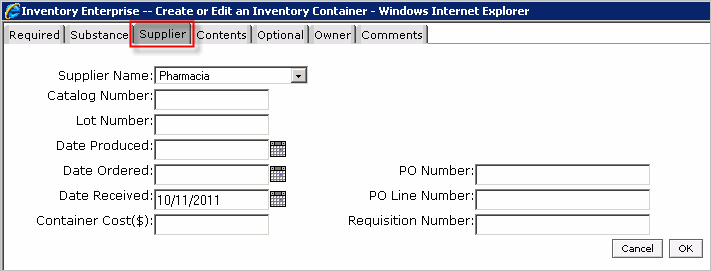 Inventory Enterprise -- Create or Edit an Inventory Container - Windows Internet Explorer
Required Substance Supplier Contents Optional Owner Comments
Supplier Name: Pharmacia
Catalog Number:
Lot Number:
Date Produced:
Date Ordered: PO Number:
Date Received: 10/11/2011 PO Line Number:
Container Cost($): Requisition Number:
Cancel OK